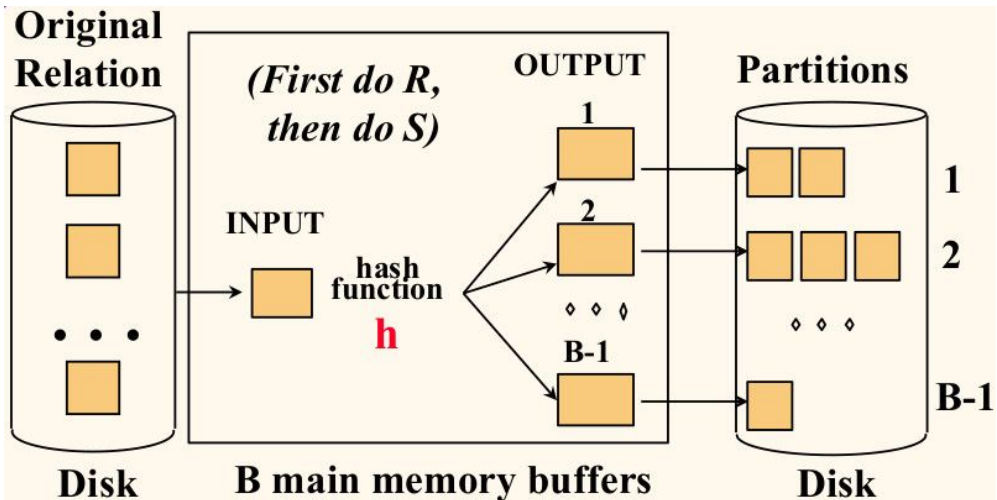 Original
Relation
Disk
(First do R,
then do S)
INPUT
hash
function
h
OUTPUT
1
2
B-1
B main memory buffers
Partitions
1
2
B-1
Disk